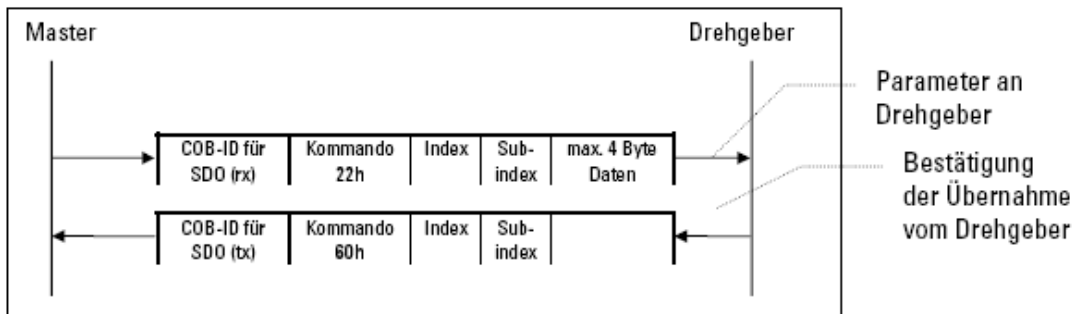 Master
Drehgeber
Parameter an
Drehgeber
COB-ID für
SDO (rx)
Kommando
22h
Index
Sub-
index
max. 4 Byte
Daten
Bestätigung
der Übernahme
vom Drehgeber
COB-ID für
SDO (tx)
Kommando
60h
Index
Sub-
index